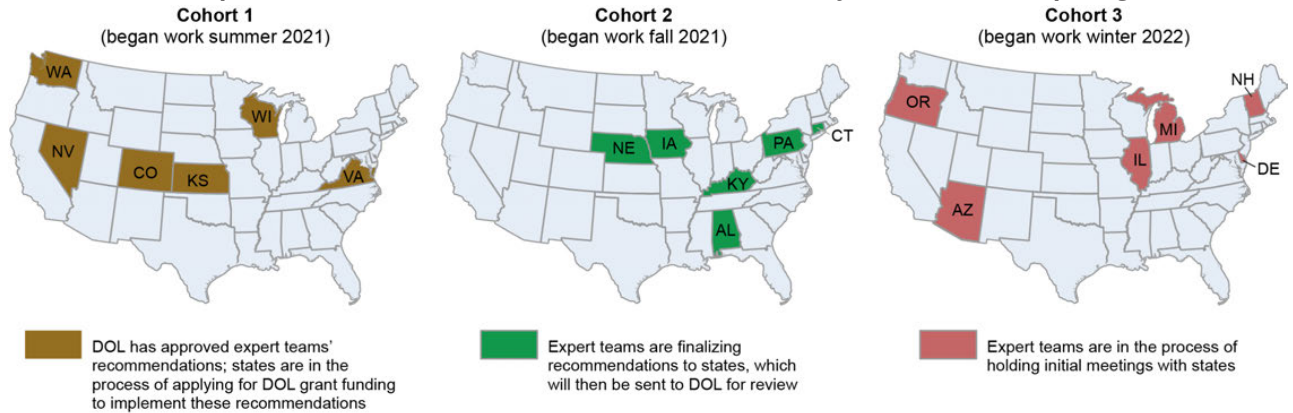 Cohort 1
(began work summer 2021)
WA
WI
NV
CO
KS
VA
DOL has approved expert teams'
recommendations; states are in the
process of applying for DOL grant funding
to implement these recommendations
Cohort 2
(began work fall 2021)
NE
IA
PA
CT
KY
AL
Expert teams are finalizing
recommendations to states, which
will then be sent to DOL for review
Cohort 3
(began work winter 2022)
NH
OR
MI
IL
DE
AZ
Expert teams are in the process of
holding initial meetings with states